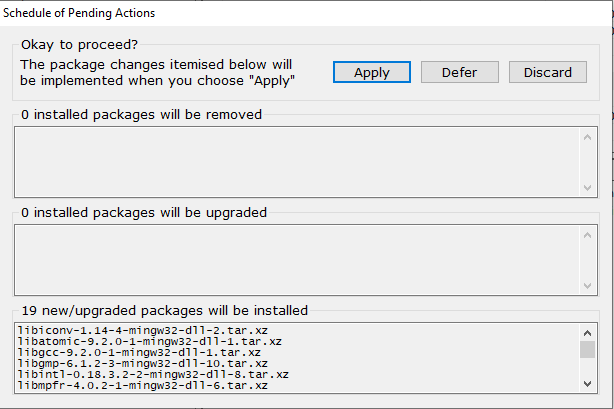 Schedule of Pending Actions
Okay to proceed?
The package changes itemised below will
be implemented when you choose "Apply"
Apply
Defer
Discard
0 installed packages will be removed
0 installed packages will be upgraded
19 new/upgraded packages will be installed
libiconv-1.14-4-mingw32-dll-2.tar.xz
libatomic-9.2.0-1-mingw32-dll-1.tar.xz
libgcc-9.2.0-1-mingw32-dll-1.tar.xz
libgmp-6.1.2-3-mingw32-dll-10.tar.xz
libintl-0.18.3.2-2-mingw32-dll-8.tar.xz
libmpfr-4.0.2-1-mingw32-dll-6.tar.xz